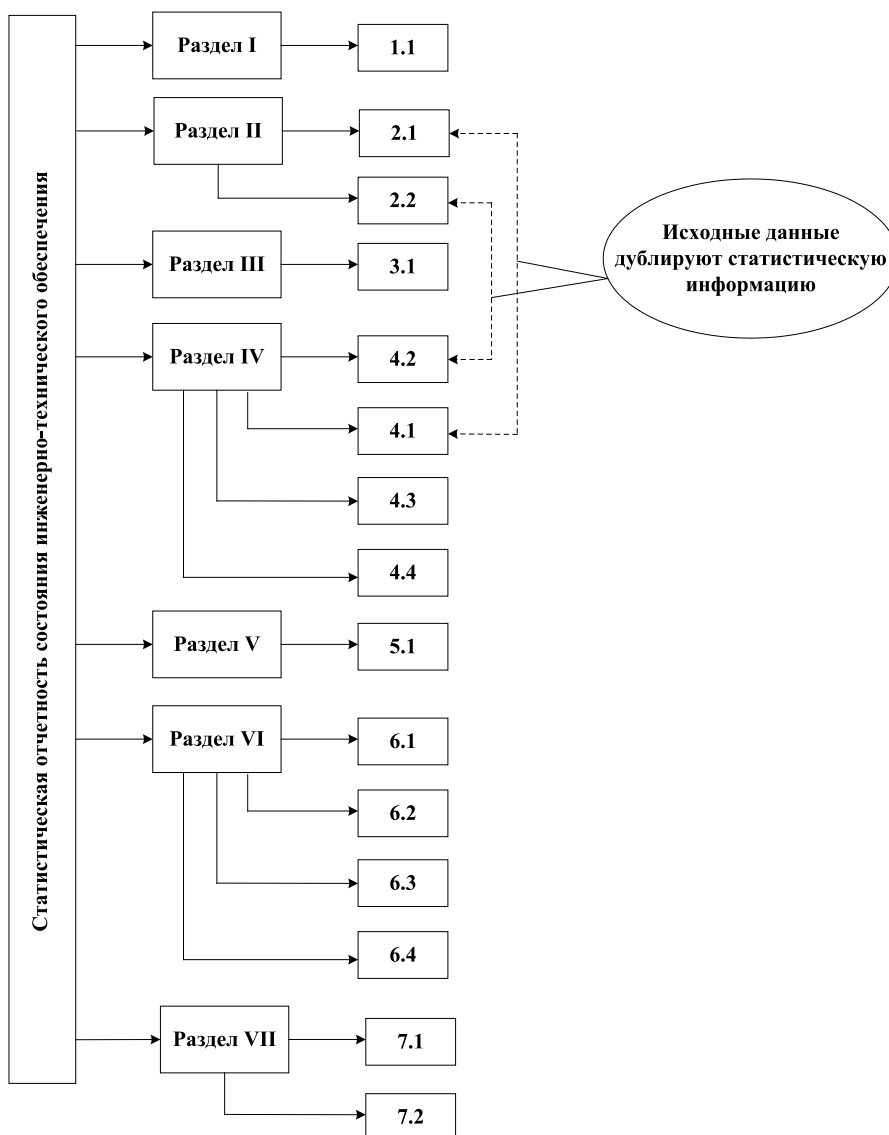 Статистическая отчетность состояния инженерно-технического обеспечения
Раздел I
1.1
Раздел II
2.1
2.2
Исходные данные
дублируют статистическую
информацию
Раздел III
3.1
Раздел IV
4.2
4.1
4.3
4.4
Раздел V
5.1
Раздел VI
6.1
6.2
6.3
6.4
Раздел VII
7.1
7.2